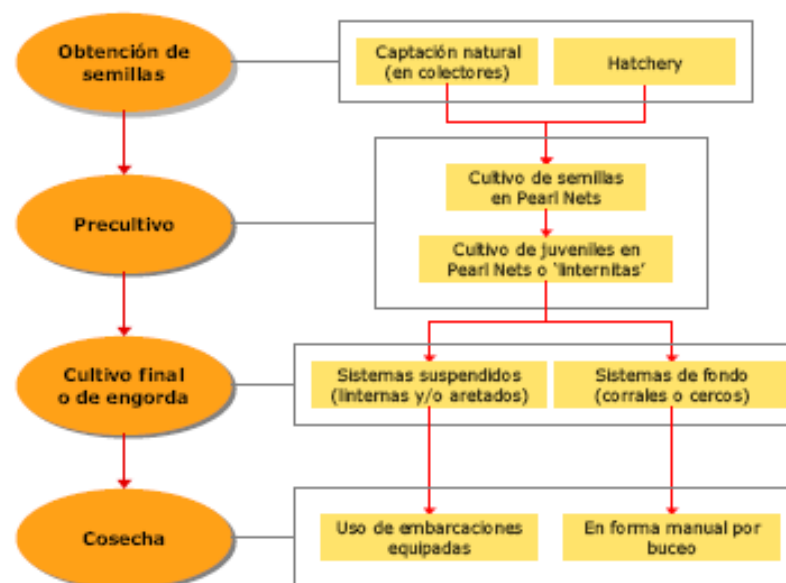 Obtención de
semillas
Captación natural
(en colectores)
Hatchery
Precultivo
Cultivo de semillas
en Pearl Nets
Cultivo de juveniles en
Pearl Nets o 'linternitas'
Cultivo final
o de engorda
Sistemas suspendidos
(linternas y/o aretados)
Sistemas de fondo
(corrales o cercos)
Cosecha
Uso de embarcaciones
equipadas
En forma manual por
buceo